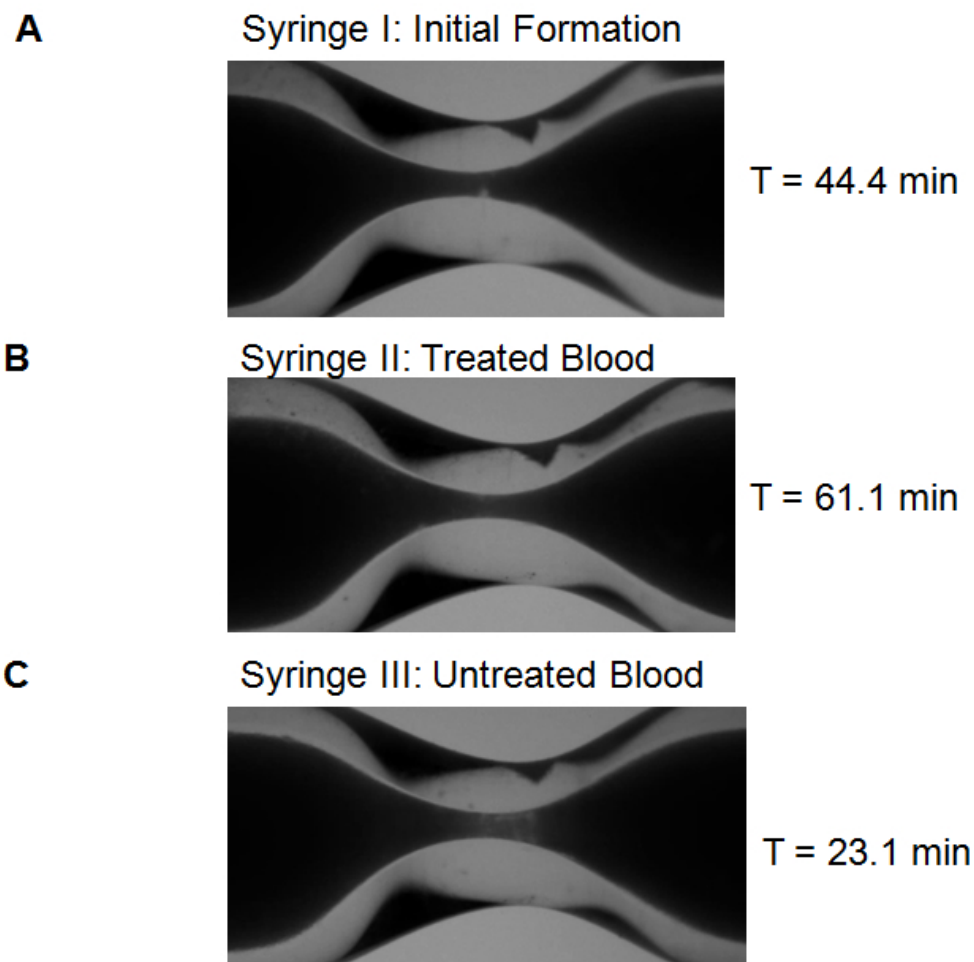 A
Syringe I: Initial Formation
T = 44.4 min
B
Syringe II: Treated Blood
T = 61.1 min
C
Syringe III: Untreated Blood
T = 23.1 min